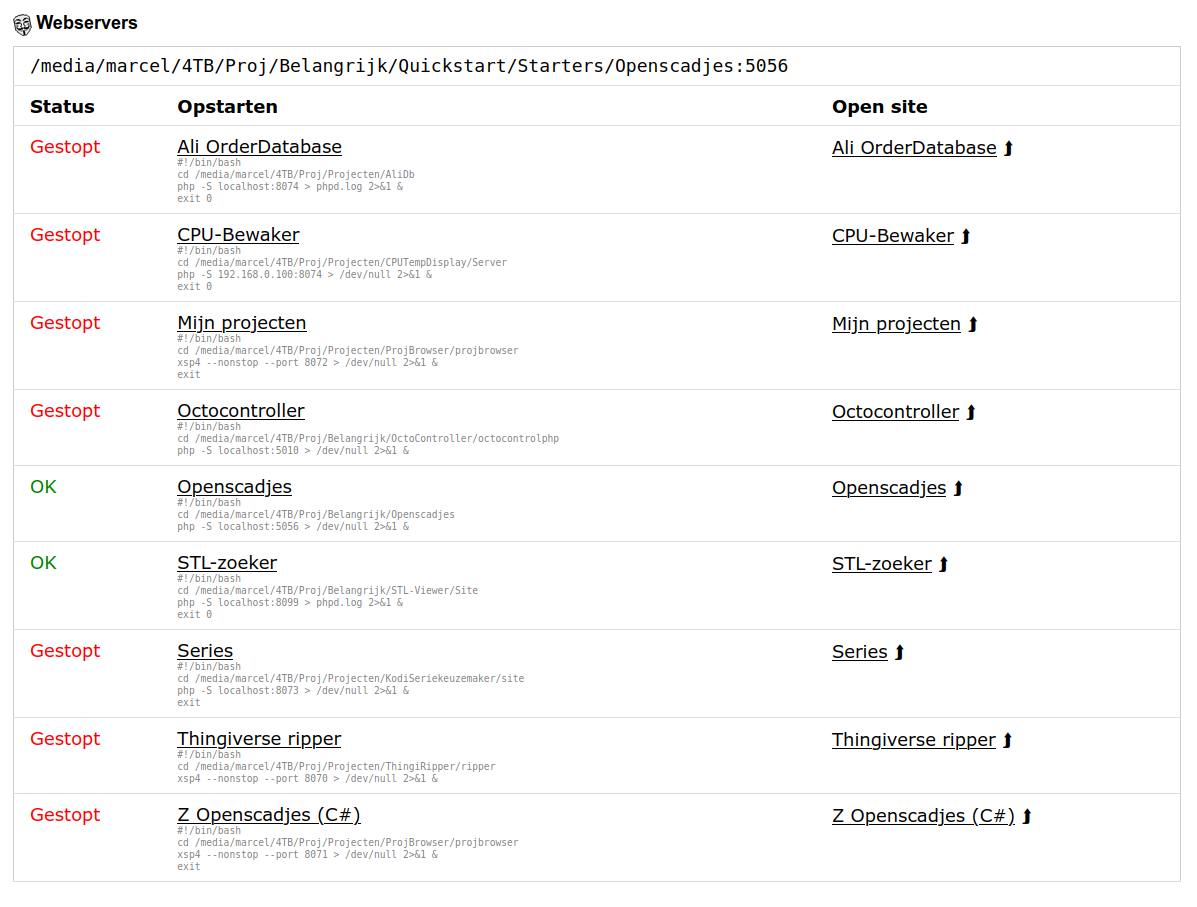 Webservers
/media/marcel/4TB/Proj/Belangrijk/Quickstart/Starters/Openscadjes:5056
Status Opstarten Open site
Gestopt Ali OrderDatabase Ali OrderDatabase
#!/bin/bash
cd /media/marcel/4TB/Proj/Projecten/AliDb
php -S localhost:8074 > phpd.log 2>&1 &
exit 0
Gestopt CPU-Bewaker CPU-Bewaker
#!/bin/bash
cd /media/marcel/4TB/Proj/Projecten/CPUTempDisplay/Server
php -S 192.168.0.100:8074 > /dev/null 2>&1 &
exit 0
Gestopt Mijn projecten Mijn projecten
#!/bin/bash
cd /media/marcel/4TB/Proj/Projecten/ProjBrowser/projbrowser
xsp4 --nonstop --port 8072 > /dev/null 2>&1 &
exit
Gestopt Octocontroller Octocontroller
#!/bin/bash
cd /media/marcel/4TB/Proj/Belangrijk/OctoController/octocontrolphp
php -S localhost:5010 > /dev/null 2>&1 &
OK Openscadjes Openscadjes
#!/bin/bash
cd /media/marcel/4TB/Proj/Belangrijk/Openscadjes
php -S localhost:5056 > /dev/null 2>&1 &
OK STL-zoeker STL-zoeker
#!/bin/bash
cd /media/marcel/4TB/Proj/Belangrijk/STL-Viewer/Site
php -S localhost:8099 > phpd.log 2>&1 &
exit 0
Gestopt Series Series
#!/bin/bash
cd /media/marcel/4TB/Proj/Projecten/KodiSeriekeuzemaker/site
php -S localhost:8073 > /dev/null 2>&1 &
exit
Gestopt Thingiverse ripper Thingiverse ripper
#!/bin/bash
cd /media/marcel/4TB/Proj/Projecten/ThingiRipper/ripper
xsp4 --nonstop --port 8070 > /dev/null 2>&1 &
Gestopt Z Openscadjes (C#) Z Openscadjes (C#)
#!/bin/bash
cd /media/marcel/4TB/Proj/Projecten/ProjBrowser/projbrowser
xsp4 --nonstop --port 8071 > /dev/null 2>&1 &
exit